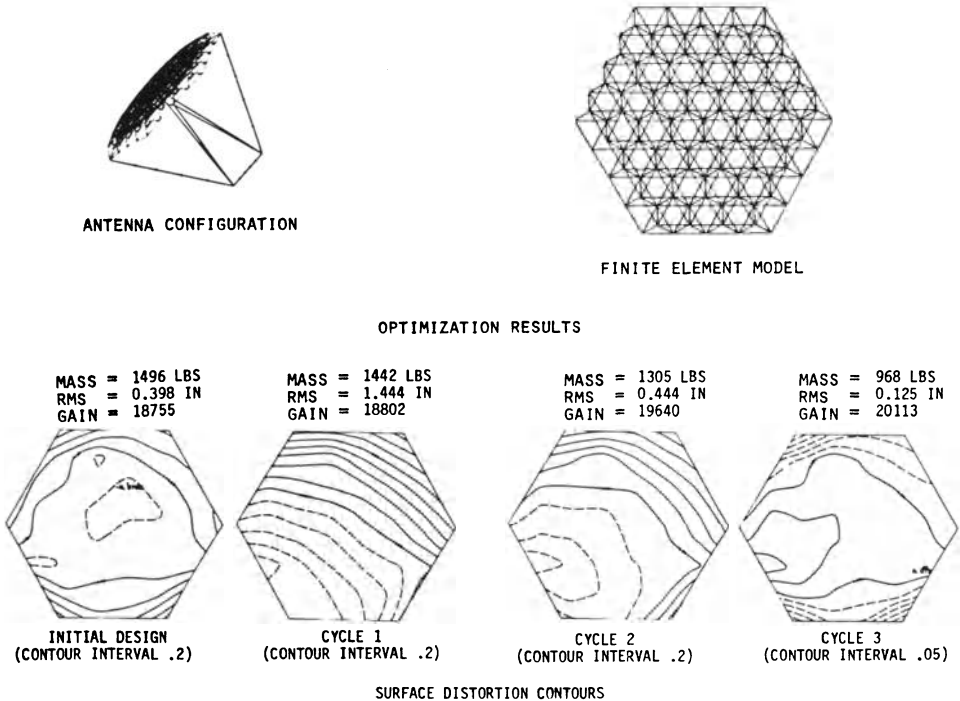 ANTENNA CONFIGURATION
FINITE ELEMENT MODEL
OPTIMIZATION RESULTS
MASS = 1496 LBS
RMS = 0.398 IN
GAIN = 18755
MASS = 1442 LBS
RMS = 1.444 IN
GAIN = 18802
MASS = 1305 LBS
RMS = 0.444 IN
GAIN = 19640
MASS = 968 LBS
RMS = 0.125 IN
GAIN = 20113
INITIAL DESIGN
(CONTOUR INTERVAL .2)
CYCLE 1
(CONTOUR INTERVAL .2)
CYCLE 2
(CONTOUR INTERVAL .2)
CYCLE 3
(CONTOUR INTERVAL .05)
SURFACE DISTORTION CONTOURS